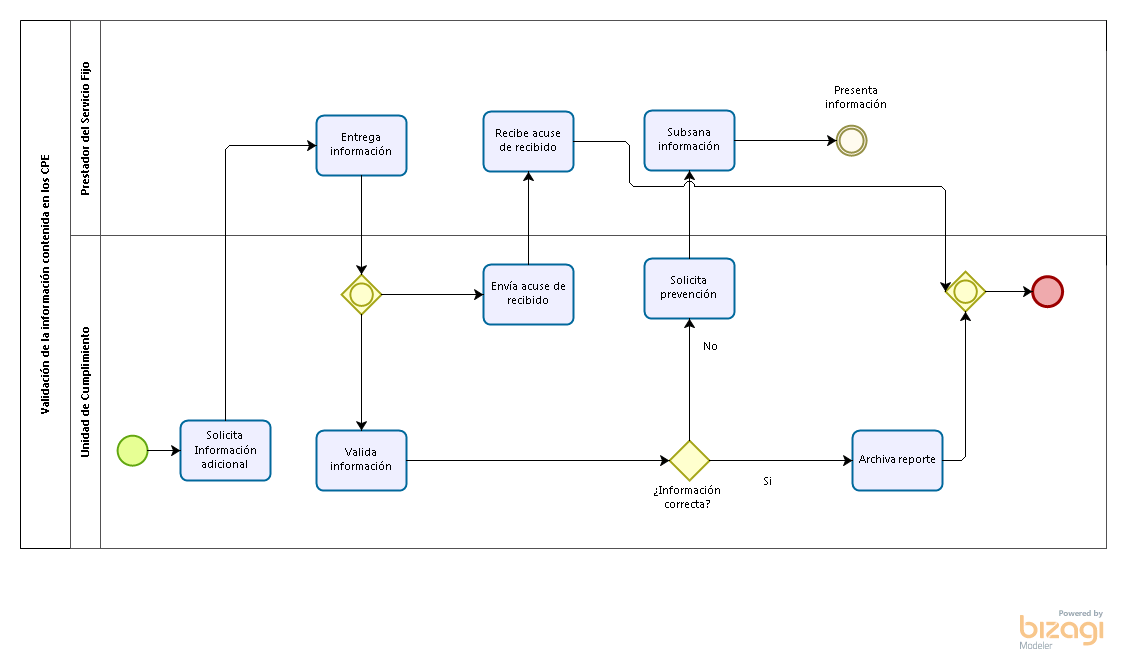 Validación de la información contenida en los CPE
Prestador del Servicio Fijo
Entrega
información
Recibe acuse
de recibido
Subsana
información
Presenta
información
Unidad de Cumplimiento
Solicita
Información
adicional
Envía acuse de
recibido
Valida
información
Solicita
prevención
No
¿Información
correcta?
Si
Archiva reporte
Powered by
bizagi
Modeler